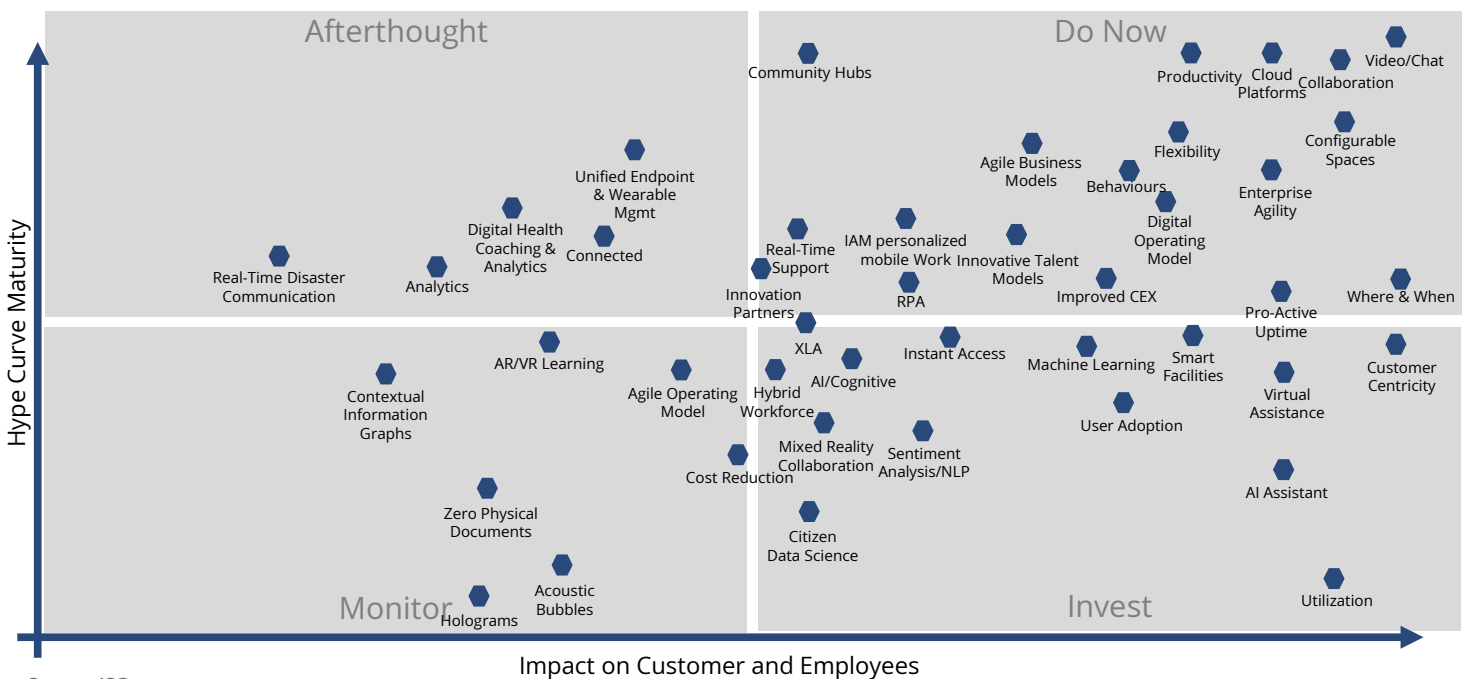 Afterthought
Do Now
Community Hubs
Productivity
Cloud
Platforms
Collaboration
Video/Chat
Configurable
Spaces
Flexibility
Agile Business
Models
Behaviours
Enterprise
Agility
Unified Endpoint
& Wearable
Mgmt
Digital Health
Coaching &
Analytics
Connected
Real-Time Disaster
Communication
Analytics
Real-Time
Support
IAM personalized
mobile Work
Innovative Talent
Models
Digital
Operating
Model
Innovation
Partners
RPA
Improved CEX
Pro-Active
Uptime
Where & When
Hype Curve Maturity
AR/VR Learning
Contextual
Information
Graphs
Agile Operating
Model
XLA
Hybrid
Workforce
AI/Cognitive
Instant Access
Machine Learning
Smart
Facilities
Virtual
Assistance
Customer
Centricity
User Adoption
Mixed Reality
Collaboration
Sentiment
Analysis/NLP
Cost Reduction
AI Assistant
Zero Physical
Documents
Citizen
Data Science
Acoustic
Bubbles
Utilization
Monitor
Holograms
Invest
Impact on Customer and Employees